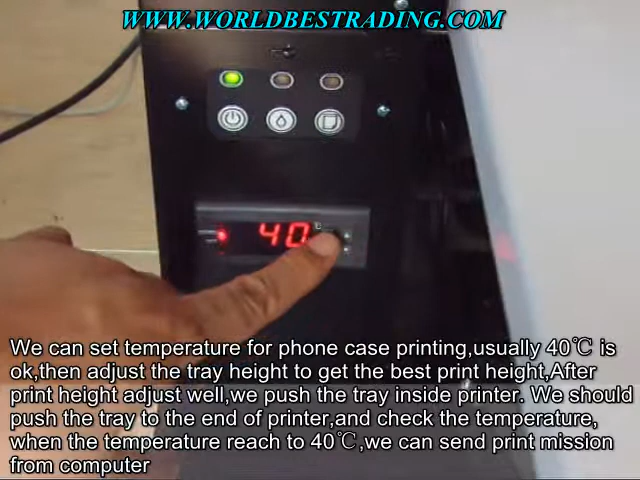 WWW.WORLDBESTRADING.COM
40
We can set temperature for phone case printing,usually 40℃ is
ok,then adjust the tray height to get the best print height,After
print height adjust well,we push the tray inside printer. We should
push the tray to the end of printer,and check the temperature,
when the temperature reach to 40℃,we can send print mission
from computer